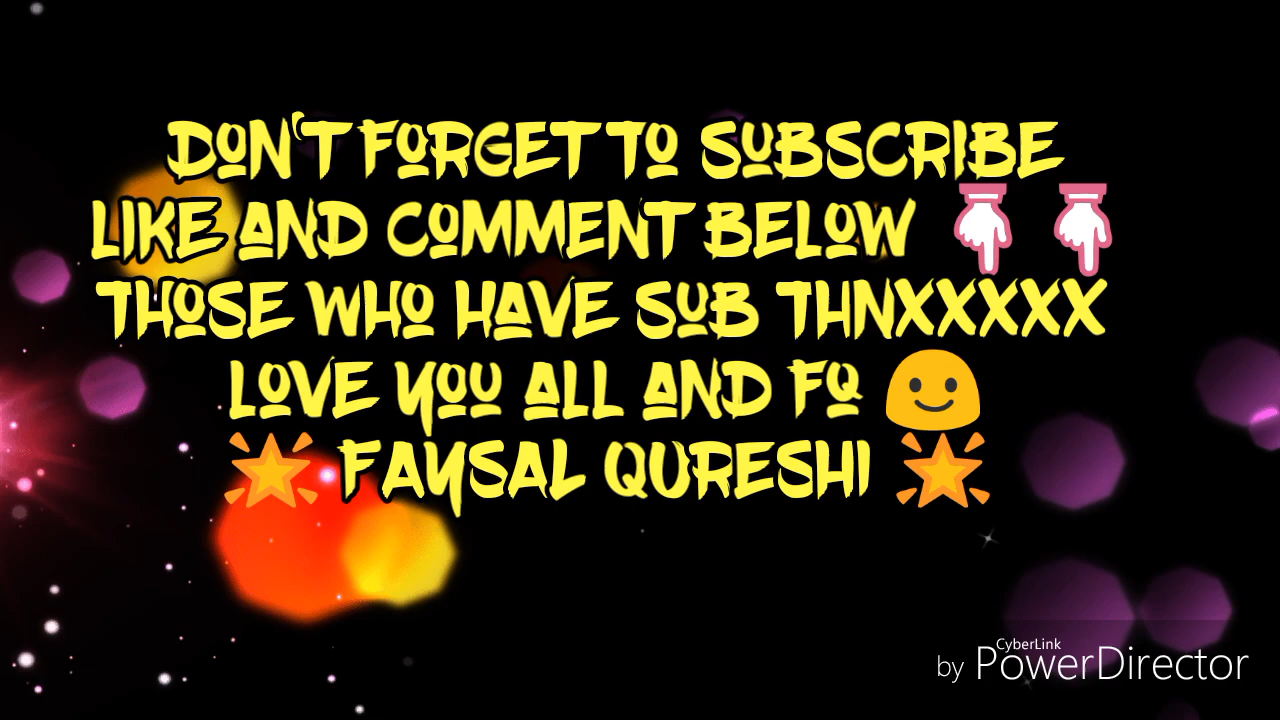 DON'T FORGET TO SUBSCRIBE
LIKE AND COMMENT BELOW 👇 👇
THOSE WHO HAVE SUB THNXXXXX
LOVE YOU ALL AND FQ 🙂
🌟 FAYSAL QURESHI 🌟
CyberLink
by PowerDirector